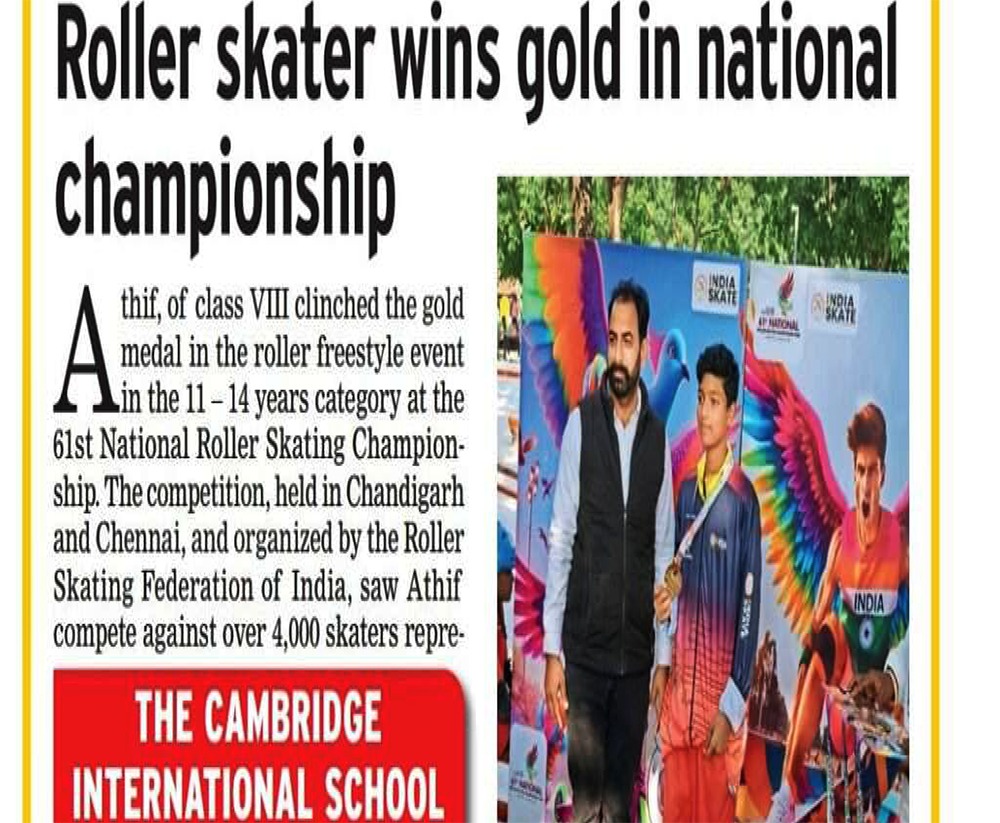 Roller skater wins gold in national
championship
Athif, of class VIII clinched the gold
medal in the roller freestyle event
in the 11 – 14 years category at the
61st National Roller Skating Champion-
ship. The competition, held in Chandigarh
and Chennai, and organized by the Roller
Skating Federation of India, saw Athif
compete against over 4,000 skaters repre-
THE CAMBRIDGE
INTERNATIONAL SCHOOL
INDIA
SKATE
61st NATIONAL
INDIA
SKATE
INDIA